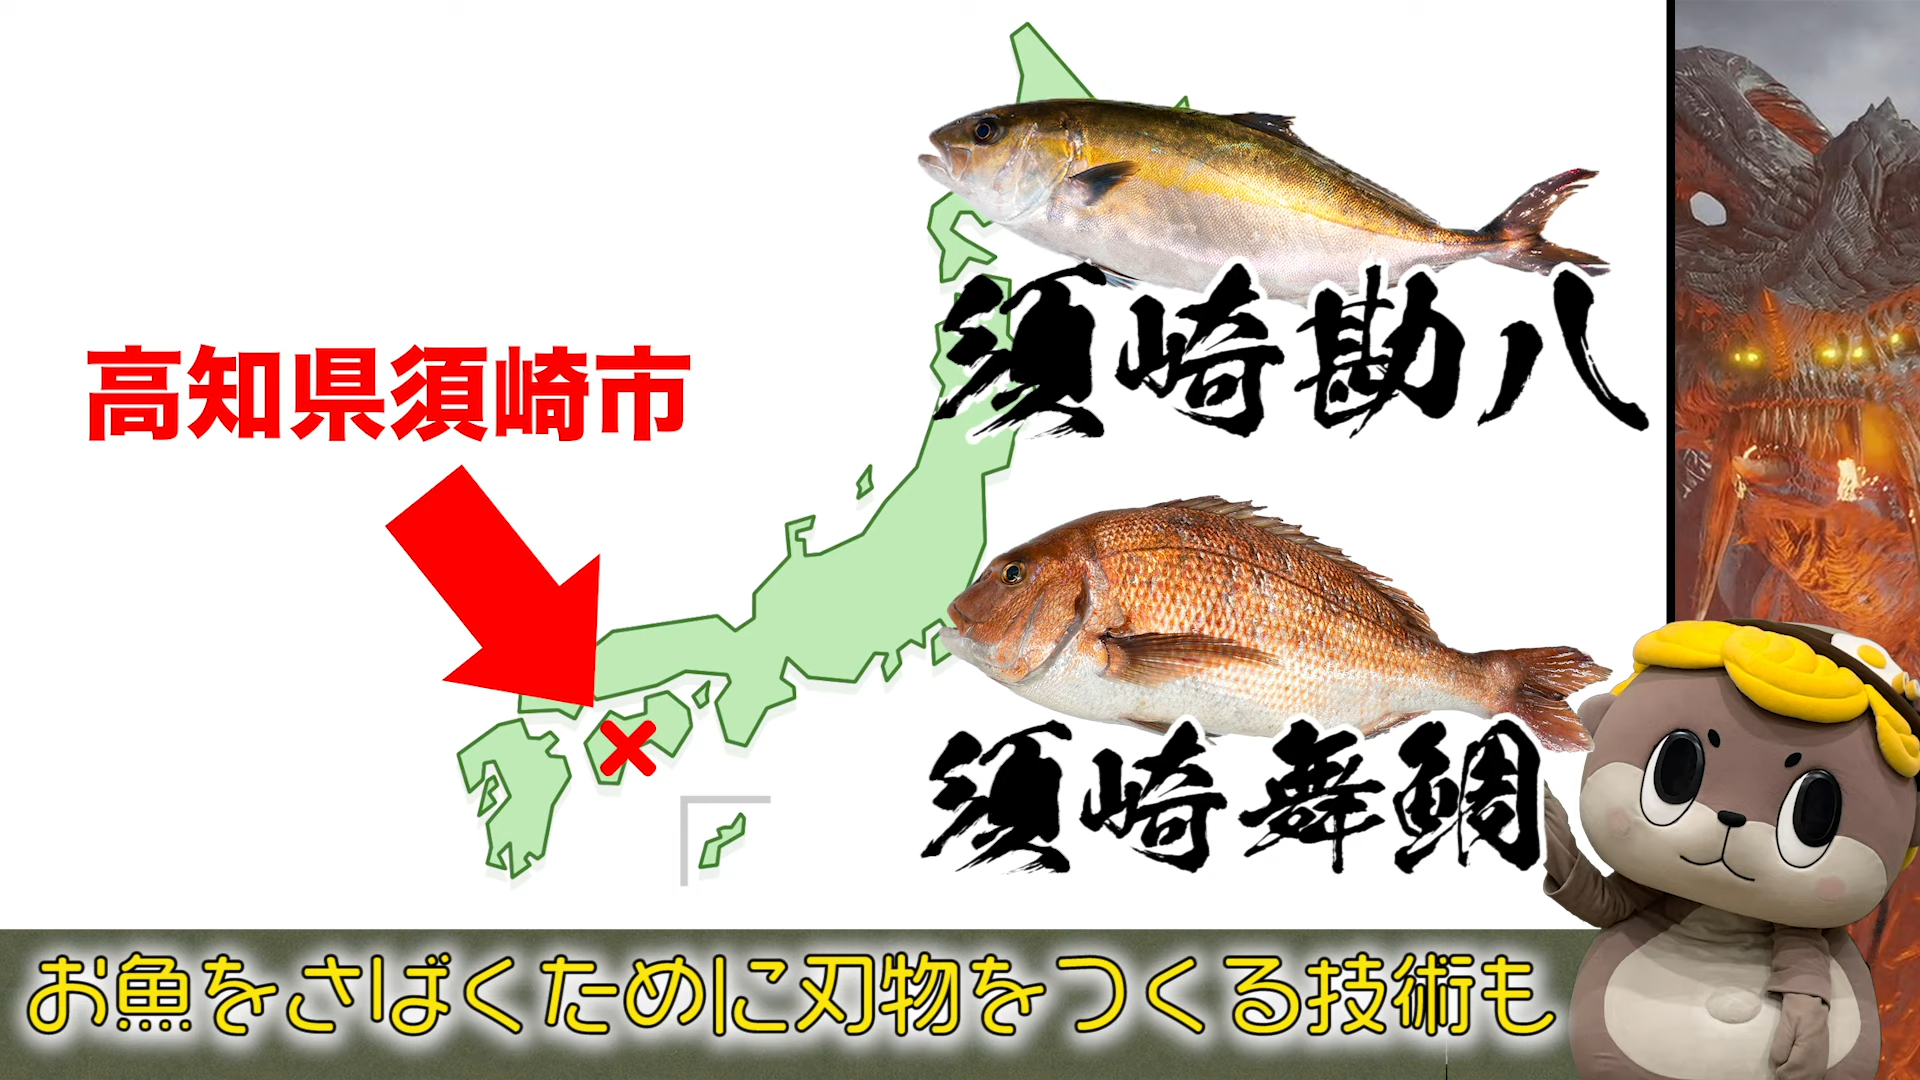 高知県須崎市
須崎勘八
須崎舞鯛
お魚をさばくために刃物をつくる技術も